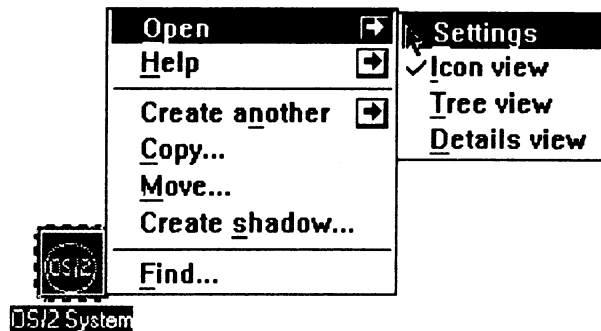 Open
Help
Create another
Copy...
Move...
Create shadow...
Find...
Settings
Icon view
Tree view
Details view
OS/2
OS/2 System